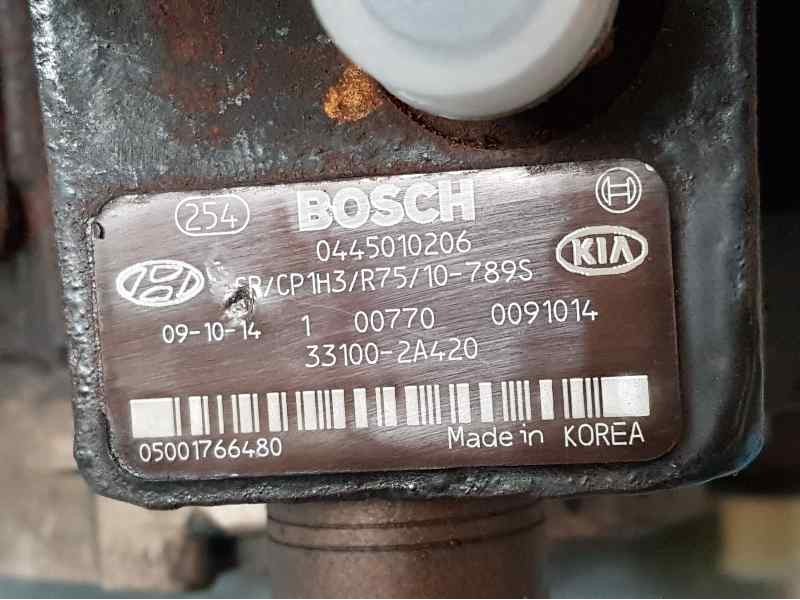 254 BOSCH
0445010206
KIA
CR/CP1H3/R75/10-789S
09-10-14 1 00770 0091014
33100-2A420
05001766480 Made in KOREA